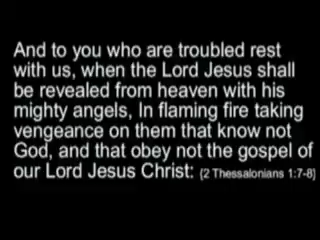 And to you who are troubled rest
with us, when the Lord Jesus shall
be revealed from heaven with his
mighty angels, In flaming fire taking
vengeance on them that know not
God, and that obey not the gospel of
our Lord Jesus Christ: (2 Thessalonians 1:7-8)